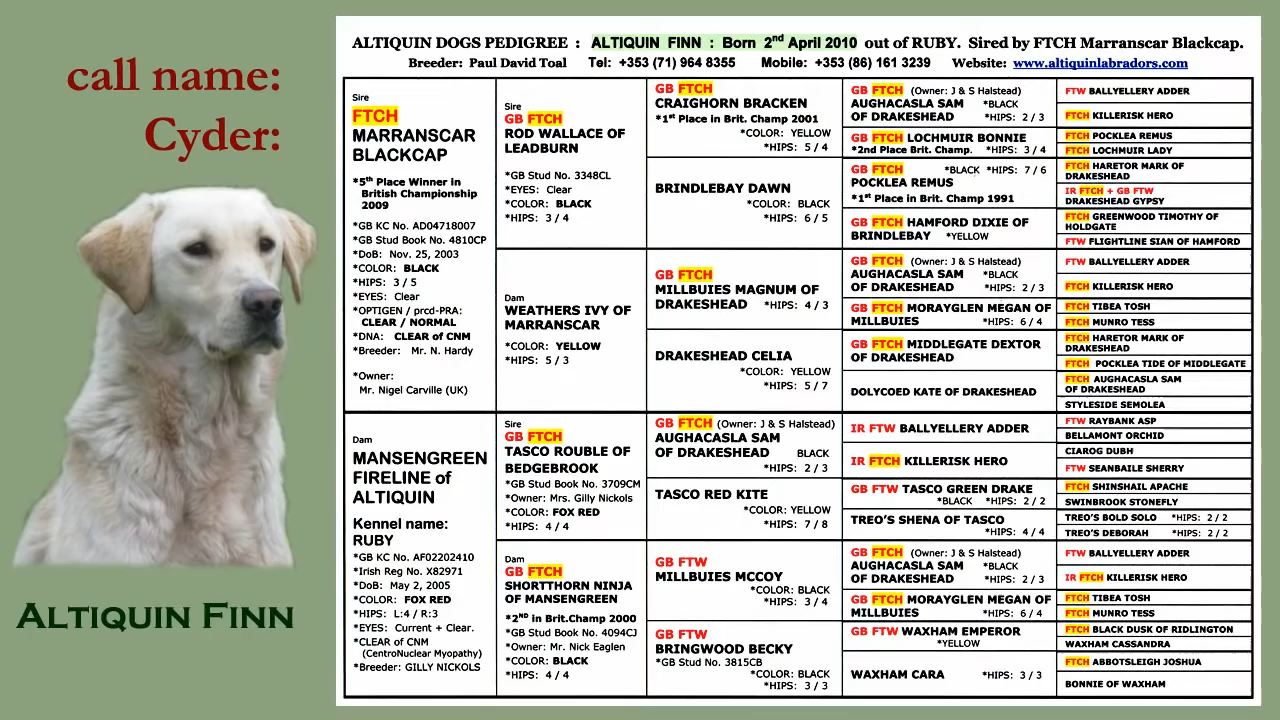 call name:
Cyder:
ALTIQUIN FINN
ALTIQUIN DOGS PEDIGREE : ALTIQUIN FINN : Born 2nd April 2010 out of RUBY. Sired by FTCH Marranscar Blackcap.
Breeder: Paul David Toal Tel: +353 (71) 964 8355 Mobile: +353 (86) 161 3239 Website: www.altiquinlabradors.com
Sire
FTCH
MARRANSCAR
BLACKCAP
*5th Place Winner in
British Championship
2009
*GB KC No. AD04718007
*GB Stud Book No. 4810CP
*DoB: Nov. 25, 2003
*COLOR: BLACK
*HIPS: 3 / 5
*EYES: Clear
*OPTIGEN / prcd-PRA:
CLEAR / NORMAL
*DNA: CLEAR of CNM
*Breeder: Mr. N. Hardy
*Owner:
Mr. Nigel Carville (UK)
Dam
MANSENGREEN
FIRELINE of
ALTIQUIN
Kennel name:
RUBY
*GB KC No. AF02202410
*Irish Reg No. X82971
*DoB: May 2, 2005
*COLOR: FOX RED
*HIPS: L:4 / R:3
*EYES: Current + Clear.
*CLEAR of CNM
(CentroNuclear Myopathy)
*Breeder: GILLY NICKOLS
Sire
GB FTCH
ROD WALLACE OF
LEADBURN
*GB Stud No. 3348CL
*EYES: Clear
*COLOR: BLACK
*HIPS: 3 / 4
Dam
WEATHERS IVY OF
MARRANSCAR
*COLOR: YELLOW
*HIPS: 5 / 3
Sire
GB FTCH
TASCO ROUBLE OF
BEDGEBROOK
*GB Stud Book No. 3709CM
*Owner: Mrs. Gilly Nickols
*COLOR: FOX RED
*HIPS: 4 / 4
Dam
GB FTCH
SHORTTHORN NINJA
OF MANSENGREEN
*2ND in Brit.Champ 2000
*GB Stud Book No. 4094CJ
*Owner: Mr. Nick Eaglen
*COLOR: BLACK
*HIPS: 4 / 4
GB FTCH
CRAIGHORN BRACKEN
*1st Place in Brit. Champ 2001
*COLOR: YELLOW
*HIPS: 5 / 4
BRINDLEBAY DAWN
*COLOR: BLACK
*HIPS: 6 / 5
GB FTCH
MILLBUIES MAGNUM OF
DRAKESHEAD *HIPS: 4 / 3
DRAKESHEAD CELIA
*COLOR: YELLOW
*HIPS: 5 / 7
GB FTCH (Owner: J & S Halstead)
AUGHACASLA SAM
OF DRAKESHEAD BLACK
*HIPS: 2 / 3
TASCO RED KITE
*COLOR: YELLOW
*HIPS: 7 / 8
GB FTW
MILLBUIES MCCOY
*COLOR: BLACK
*HIPS: 3 / 4
GB FTW
BRINGWOOD BECKY
*GB Stud No. 3815CB
*COLOR: BLACK
*HIPS: 3 / 3
GB FTCH (Owner: J & S Halstead)
AUGHACASLA SAM *BLACK
OF DRAKESHEAD *HIPS: 2 / 3
GB FTCH LOCHMUIR BONNIE
*2nd Place Brit. Champ. *HIPS: 3 / 4
GB FTCH *BLACK *HIPS: 7 / 6
POCKLEA REMUS
*1st Place in Brit. Champ 1991
GB FTCH HAMFORD DIXIE OF
BRINDLEBAY *YELLOW
GB FTCH (Owner: J & S Halstead)
AUGHACASLA SAM *BLACK
OF DRAKESHEAD *HIPS: 2 / 3
GB FTCH MORAYGLEN MEGAN OF
MILLBUIES *HIPS: 6 / 4
GB FTCH MIDDLEGATE DEXTOR
OF DRAKESHEAD
DOLYCOED KATE OF DRAKESHEAD
IR FTW BALLYELLERY ADDER
IR FTCH KILLERISK HERO
GB FTW TASCO GREEN DRAKE
*BLACK *HIPS: 2 / 2
TREO'S SHENA OF TASCO
*HIPS: 4 / 4
GB FTCH (Owner: J & S Halstead)
AUGHACASLA SAM *BLACK
OF DRAKESHEAD *HIPS: 2 / 3
GB FTCH MORAYGLEN MEGAN OF
MILLBUIES *HIPS: 6 / 4
GB FTW WAXHAM EMPEROR
*YELLOW
WAXHAM CARA *HIPS: 3 / 3
FTW BALLYELLERY ADDER
FTCH KILLERISK HERO
FTCH POCKLEA REMUS
FTCH LOCHMUIR LADY
FTCH HARETOR MARK OF
DRAKESHEAD
IR FTCH + GB FTW
DRAKESHEAD GYPSY
FTCH GREENWOOD TIMOTHY OF
HOLDGATE
FTW FLIGHTLINE SIAN OF HAMFORD
FTW BALLYELLERY ADDER
FTCH KILLERISK HERO
FTCH TIBEA TOSH
FTCH MUNRO TESS
FTCH HARETOR MARK OF
DRAKESHEAD
FTCH POCKLEA TIDE OF MIDDLEGATE
FTCH AUGHACASLA SAM
OF DRAKESHEAD
STYLESIDE SEMOLEA
FTW RAYBANK ASP
BELLAMONT ORCHID
CIAROG DUBH
FTW SEANBAILE SHERRY
FTCH SHINSHAIL APACHE
SWINBROOK STONEFLY
TREO'S BOLD SOLO *HIPS: 2 / 2
TREO'S DEBORAH *HIPS: 2 / 2
FTW BALLYELLERY ADDER
IR FTCH KILLERISK HERO
FTCH TIBEA TOSH
FTCH MUNRO TESS
FTCH BLACK DUSK OF RIDLINGTON
WAXHAM CASSANDRA
FTCH ABBOTSLEIGH JOSHUA
BONNIE OF WAXHAM